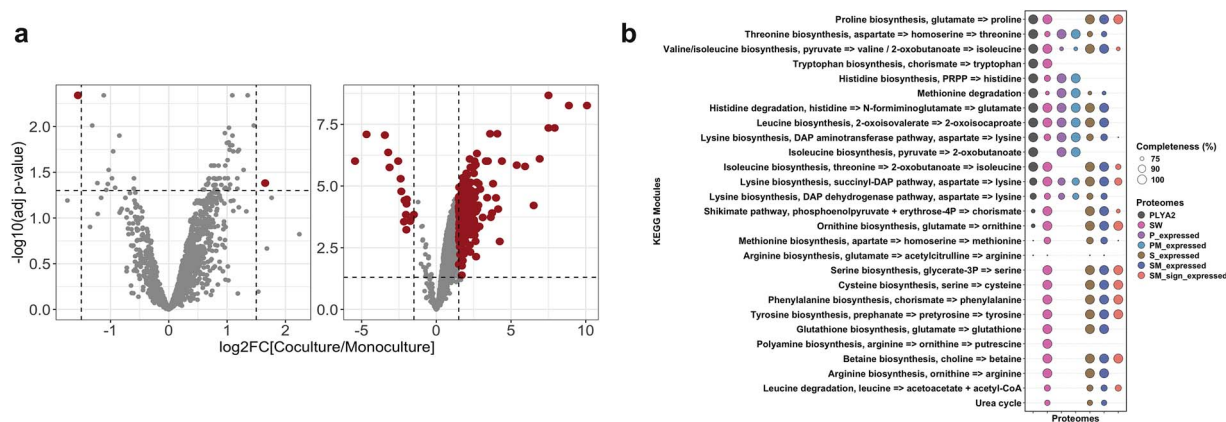 a
b
-log10(adj p-value)
2.0
1.5
1.0
0.5
0.0
-1
0
1
2
7.5
5.0
2.5
0.0
-5
0
5
10
log2FC[Coculture/Monoculture]
KEGG Modules
Proline biosynthesis, glutamate => proline
Threonine biosynthesis, aspartate => homoserine => threonine
Valine/isoleucine biosynthesis, pyruvate => valine / 2-oxobutanoate => isoleucine
Tryptophan biosynthesis, chorismate => tryptophan
Histidine biosynthesis, PRPP => histidine
Methionine degradation
Histidine degradation, histidine => N-formiminoglutamate => glutamate
Leucine biosynthesis, 2-oxoisovalerate => 2-oxoisocaproate
Lysine biosynthesis, DAP aminotransferase pathway, aspartate => lysine
Isoleucine biosynthesis, pyruvate => 2-oxobutanoate
Isoleucine biosynthesis, threonine => 2-oxobutanoate => isoleucine
Lysine biosynthesis, succinyl-DAP pathway, aspartate => lysine
Lysine biosynthesis, DAP dehydrogenase pathway, aspartate => lysine
Shikimate pathway, phosphoenolpyruvate + erythrose-4P => chorismate
Ornithine biosynthesis, glutamate => ornithine
Methionine biosynthesis, apartate => homoserine => methionine
Arginine biosynthesis, glutamate => acetylcitrulline => arginine
Serine biosynthesis, glycerate-3P => serine
Cysteine biosynthesis, serine => cysteine
Phenylalanine biosynthesis, chorismate => phenylalanine
Tyrosine biosynthesis, prephanate => pretyrosine => tyrosine
Glutathione biosynthesis, glutamate => glutathione
Polyamine biosynthesis, arginine => ornithine => putrescine
Betaine biosynthesis, choline => betaine
Arginine biosynthesis, ornithine => arginine
Leucine degradation, leucine => acetoacetate + acetyl-CoA
Urea cycle
Proteomes
Completeness (%)
75
90
100
Proteomes
PLYA2
SW
P_expressed
PM_expressed
S_expressed
SM_expressed
SM_sign_expressed